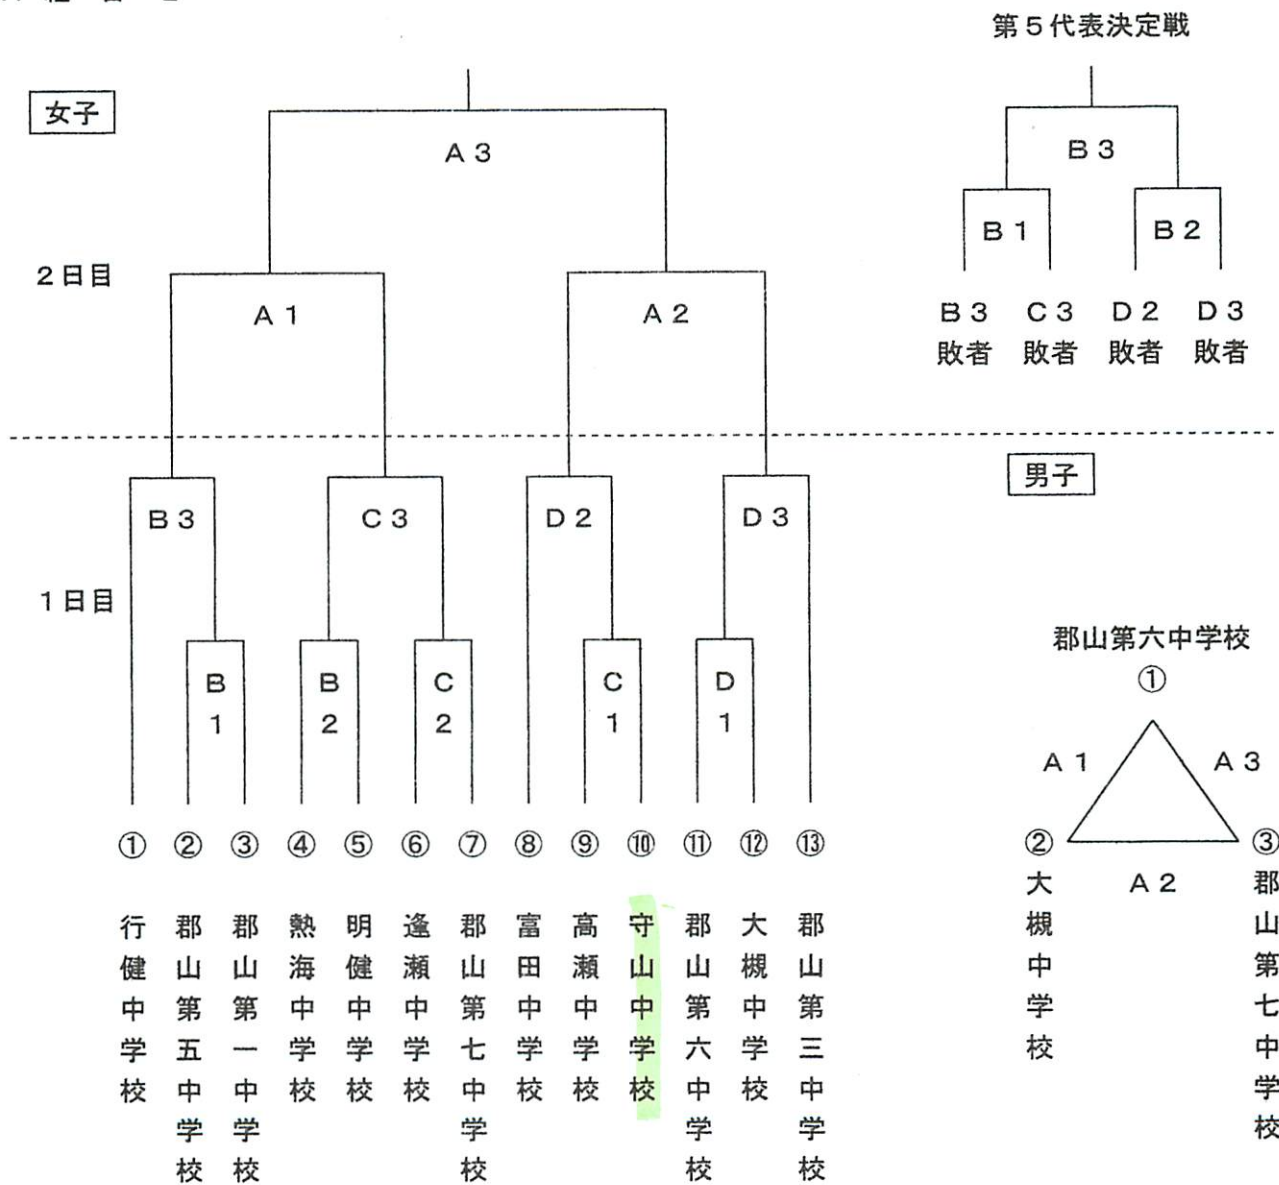 第５代表決定戦
女子
Ａ３
Ｂ３
Ｂ１
Ｂ２
２日目
Ａ１
Ａ２
Ｂ３ Ｃ３ Ｄ２ Ｄ３
敗者 敗者 敗者 敗者
Ｂ３
Ｃ３
Ｄ２
Ｄ３
１日目
Ｂ１
Ｂ２
Ｃ２
Ｃ１
Ｄ１
① ② ③ ④ ⑤ ⑥ ⑦ ⑧ ⑨ ⑩ ⑪ ⑫ ⑬
行健中学校
郡山第五中学校
郡山第一中学校
熱海中学校
明健中学校
逢瀬中学校
郡山第七中学校
富田中学校
高瀬中学校
守山中学校
郡山第六中学校
大槻中学校
郡山第三中学校
男子
郡山第六中学校
①
Ａ１
Ａ３
②
③
Ａ２
大槻中学校
郡山第七中学校